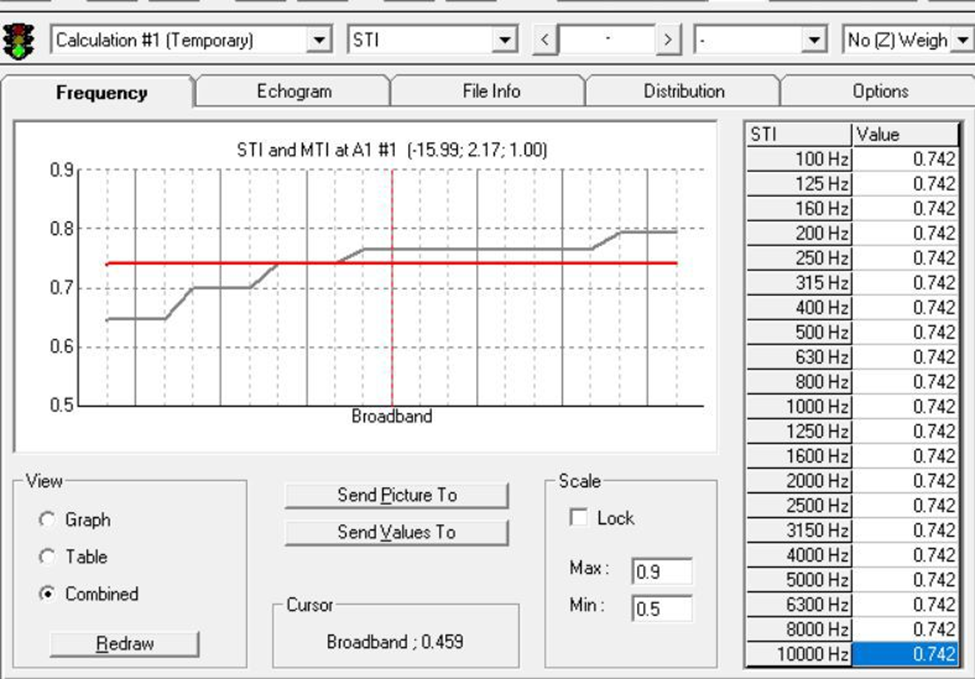 Calculation #1 (Temporary) STI < - > - No (Z) Weigh
Frequency Echogram File Info Distribution Options
STI and MTI at A1 #1 (-15.99; 2.17; 1.00)
0.9
0.8
0.7
0.6
0.5
Broadband
STI Value
100 Hz 0.742
125 Hz 0.742
160 Hz 0.742
200 Hz 0.742
250 Hz 0.742
315 Hz 0.742
400 Hz 0.742
500 Hz 0.742
630 Hz 0.742
800 Hz 0.742
1000 Hz 0.742
1250 Hz 0.742
1600 Hz 0.742
2000 Hz 0.742
2500 Hz 0.742
3150 Hz 0.742
4000 Hz 0.742
5000 Hz 0.742
6300 Hz 0.742
8000 Hz 0.742
10000 Hz 0.742
View
Graph
Table
Combined
Redraw
Send Picture To
Send Values To
Cursor
Broadband ; 0.459
Scale
Lock
Max : 0.9
Min : 0.5